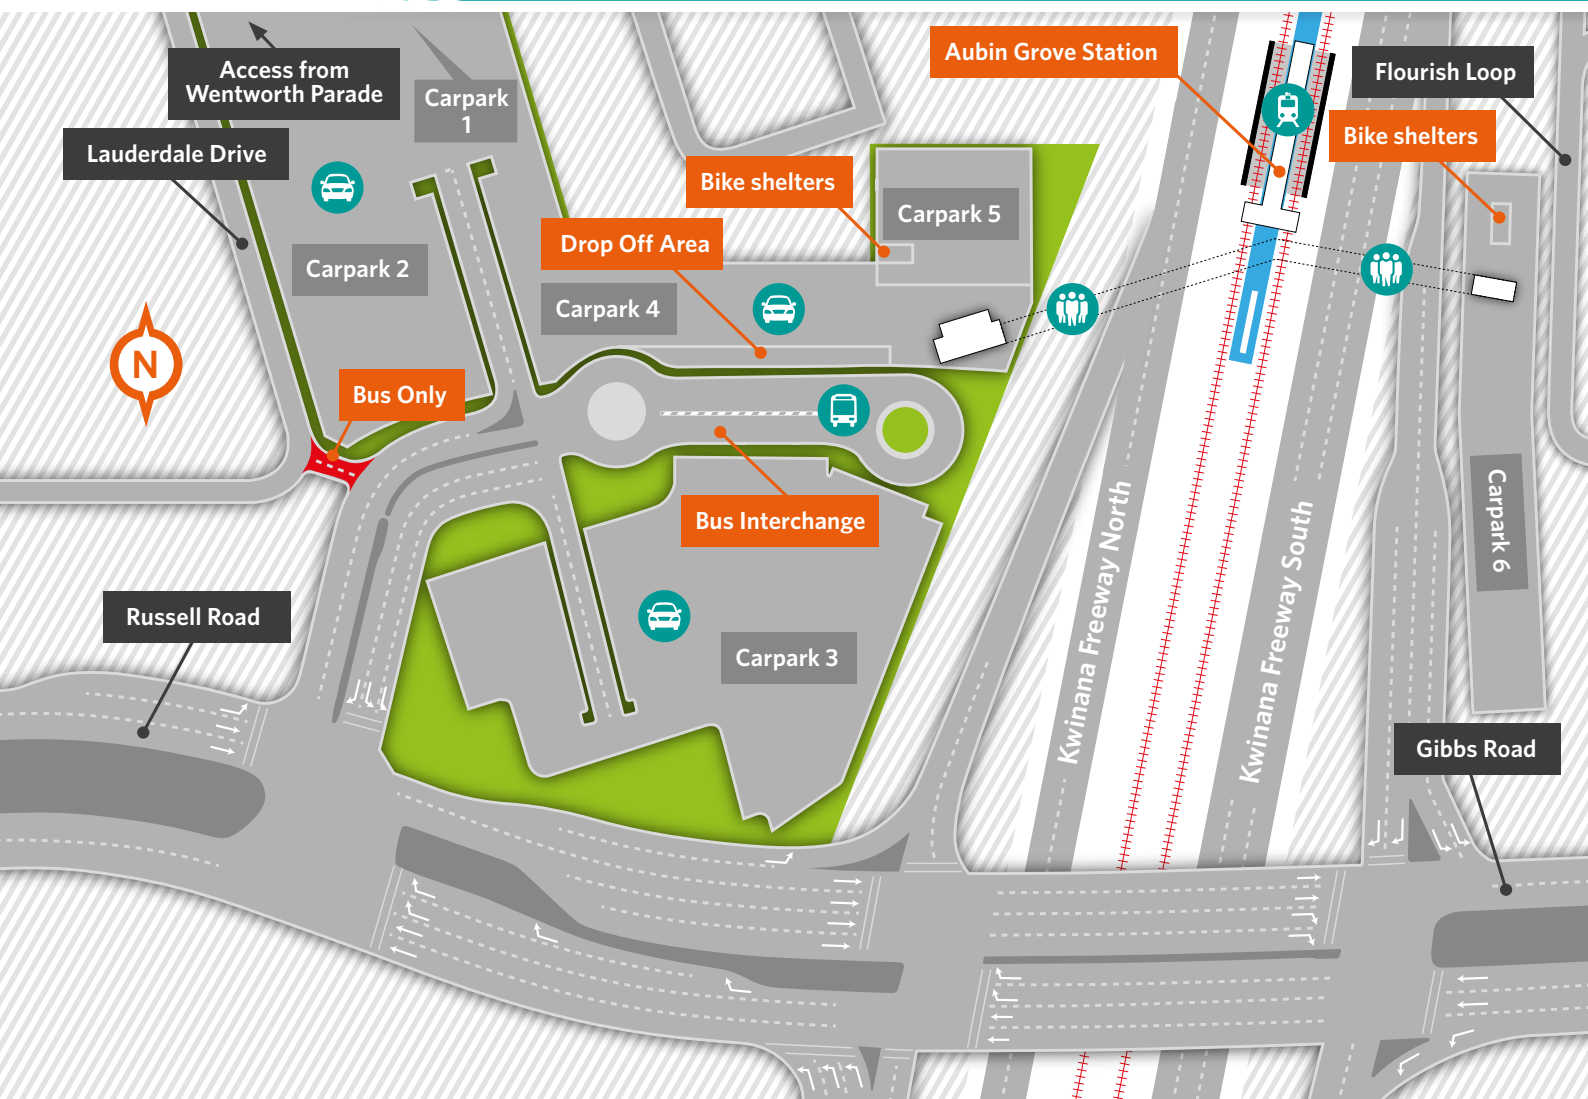 Access from
Wentworth Parade
Carpark
1
Aubin Grove Station
Flourish Loop
Bike shelters
Lauderdale Drive
Bike shelters
Carpark 5
Drop Off Area
Carpark 2
Carpark 4
N
Bus Only
Bus Interchange
Carpark 6
Kwinana Freeway North
Kwinana Freeway South
Russell Road
Carpark 3
Gibbs Road